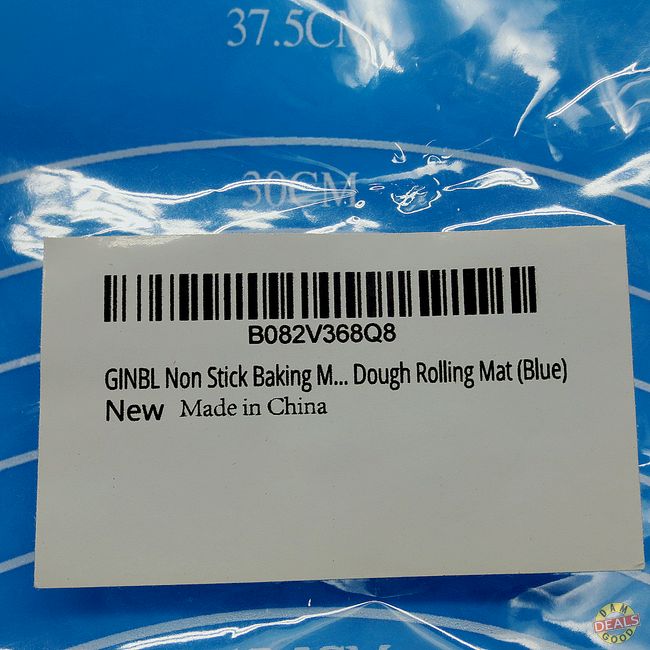 37.5CM
30CM
B082V368Q8
GINBL Non Stick Baking M... Dough Rolling Mat (Blue)
New Made in China
DAM
DEALS
GOOD